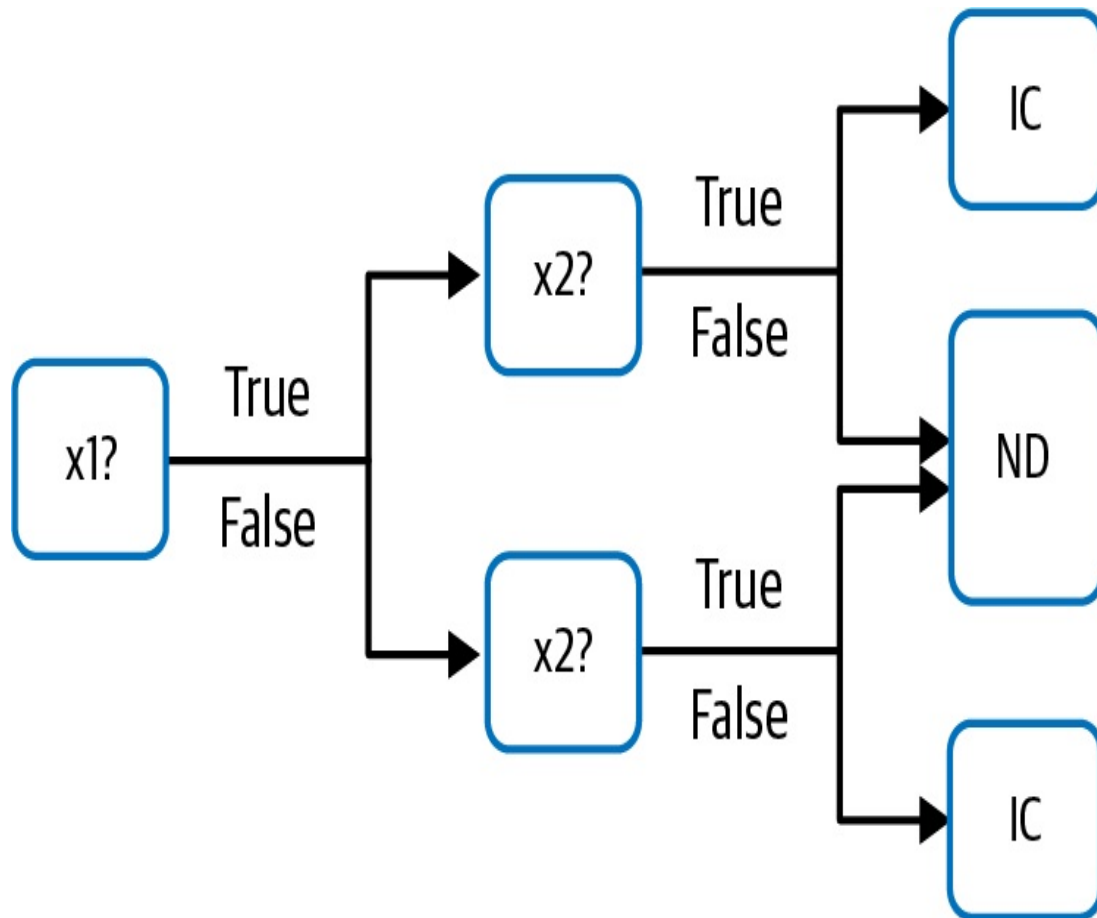 x1?
True
False
x2?
True
False
x2?
True
False
IC
ND
IC